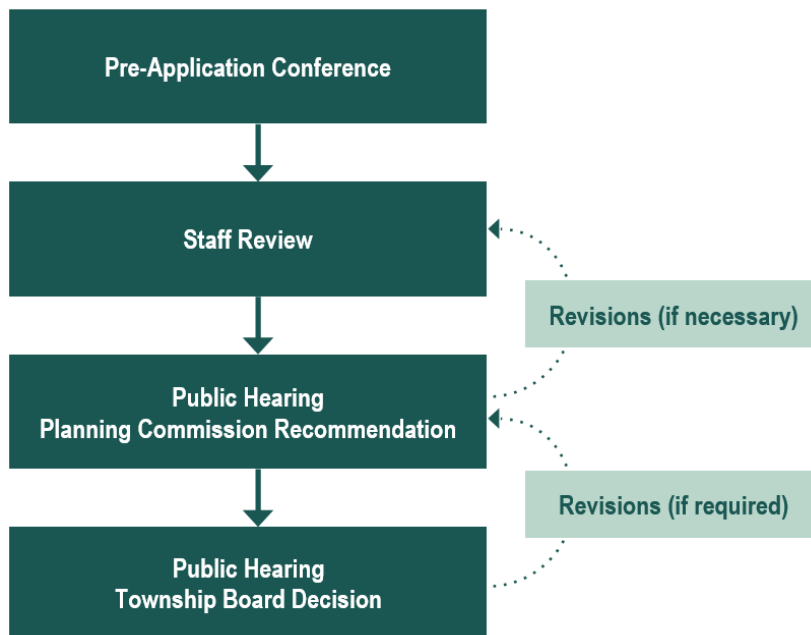 Pre-Application Conference
Staff Review
Revisions (if necessary)
Public Hearing
Planning Commission Recommendation
Revisions (if required)
Public Hearing
Township Board Decision